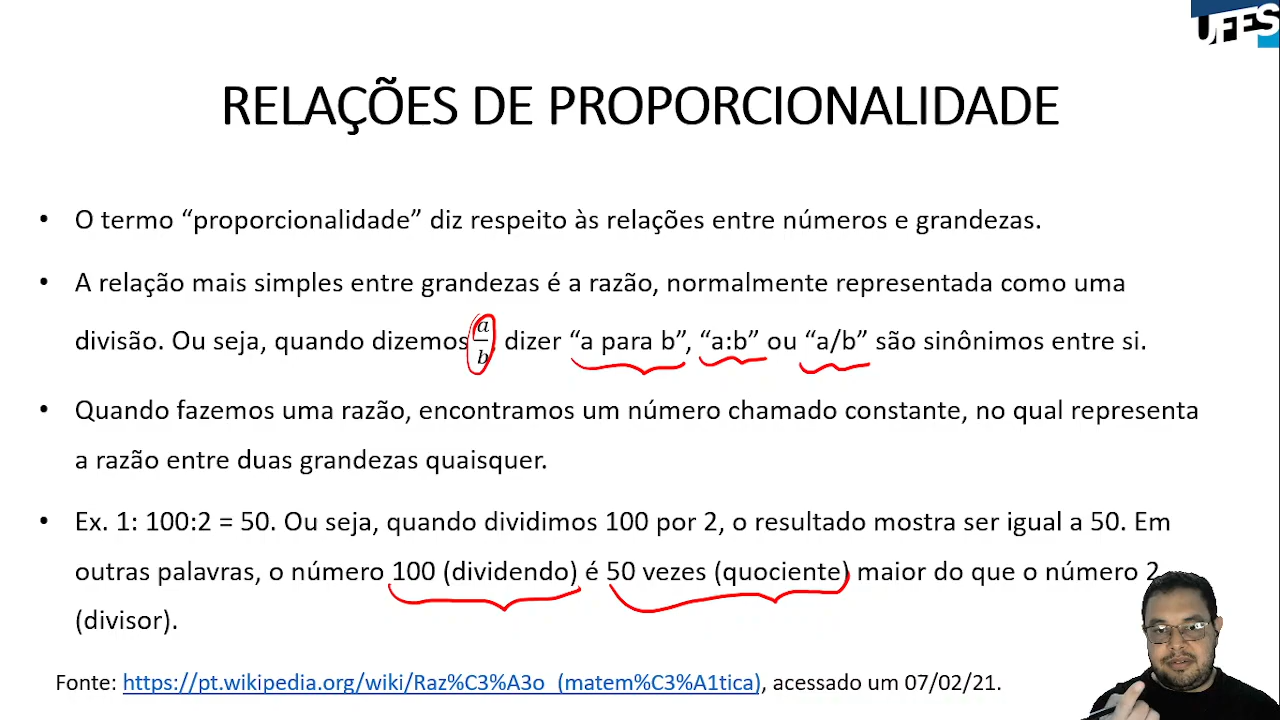 UFES
RELAÇÕES DE PROPORCIONALIDADE
• O termo “proporcionalidade” diz respeito às relações entre números e grandezas.
• A relação mais simples entre grandezas é a razão, normalmente representada como uma
divisão. Ou seja, quando dizemos a/b dizer “a para b”, “a:b” ou “a/b” são sinônimos entre si.
• Quando fazemos uma razão, encontramos um número chamado constante, no qual representa
a razão entre duas grandezas quaisquer.
• Ex. 1: 100:2 = 50. Ou seja, quando dividimos 100 por 2, o resultado mostra ser igual a 50. Em
outras palavras, o número 100 (dividendo) é 50 vezes (quociente) maior do que o número 2
(divisor).
Fonte: https://pt.wikipedia.org/wiki/Raz%C3%A3o_(matem%C3%A1tica), acessado um 07/02/21.